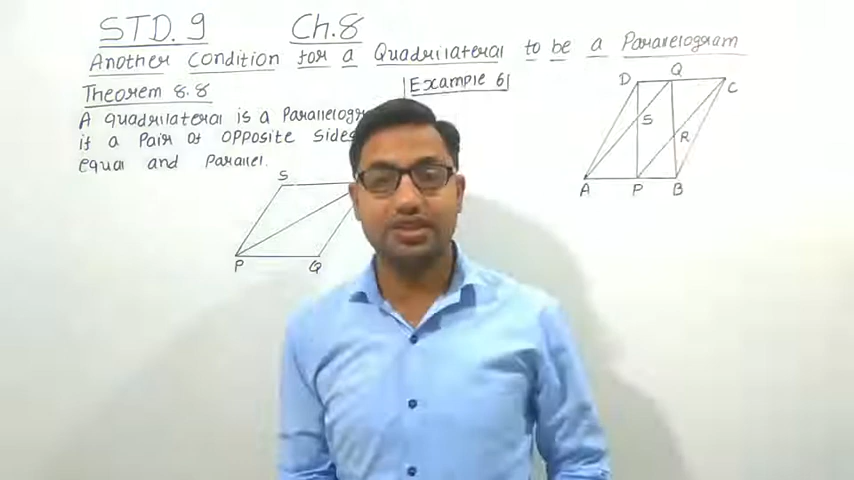 STD. 9 Ch.8
Another Condition for a Quadrilateral to be a Parallelogram
Theorem 8.8
Example 6
A quadrilateral is a Parallelogr
if a Pair of opposite sides
equal and Parallel.
S
P Q
D Q C
S
R
A P B